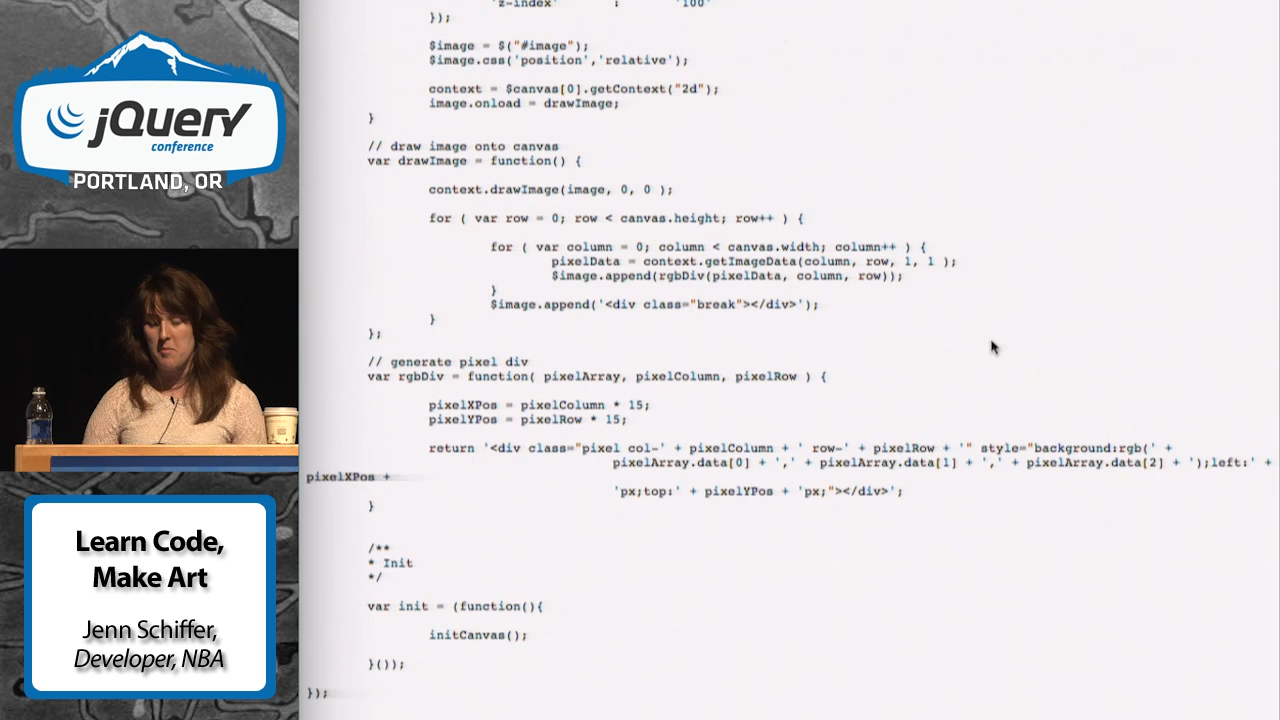 jQuery
conference
PORTLAND, OR
Learn Code,
Make Art
Jenn Schiffer,
Developer, NBA
'z-index' : '100'
});
$image = $("#image");
$image.css('position','relative');
context = $canvas[0].getContext("2d");
image.onload = drawImage;
}
// draw image onto canvas
var drawImage = function() {
context.drawImage(image, 0, 0 );
for ( var row = 0; row < canvas.height; row++ ) {
for ( var column = 0; column < canvas.width; column++ ) {
pixelData = context.getImageData(column, row, 1, 1 );
$image.append(rgbDiv(pixelData, column, row));
}
$image.append('<div class="break"></div>');
}
};
// generate pixel div
var rgbDiv = function( pixelArray, pixelColumn, pixelRow ) {
pixelXPos = pixelColumn * 15;
pixelYPos = pixelRow * 15;
return '<div class="pixel col-' + pixelColumn + ' row-' + pixelRow + '" style="background:rgb(' +
pixelArray.data[0] + ',' + pixelArray.data[1] + ',' + pixelArray.data[2] + ');left:' +
pixelXPos +
'px;top:' + pixelYPos + 'px;"></div>';
}
/**
* Init
*/
var init = (function(){
initCanvas();
}());
});